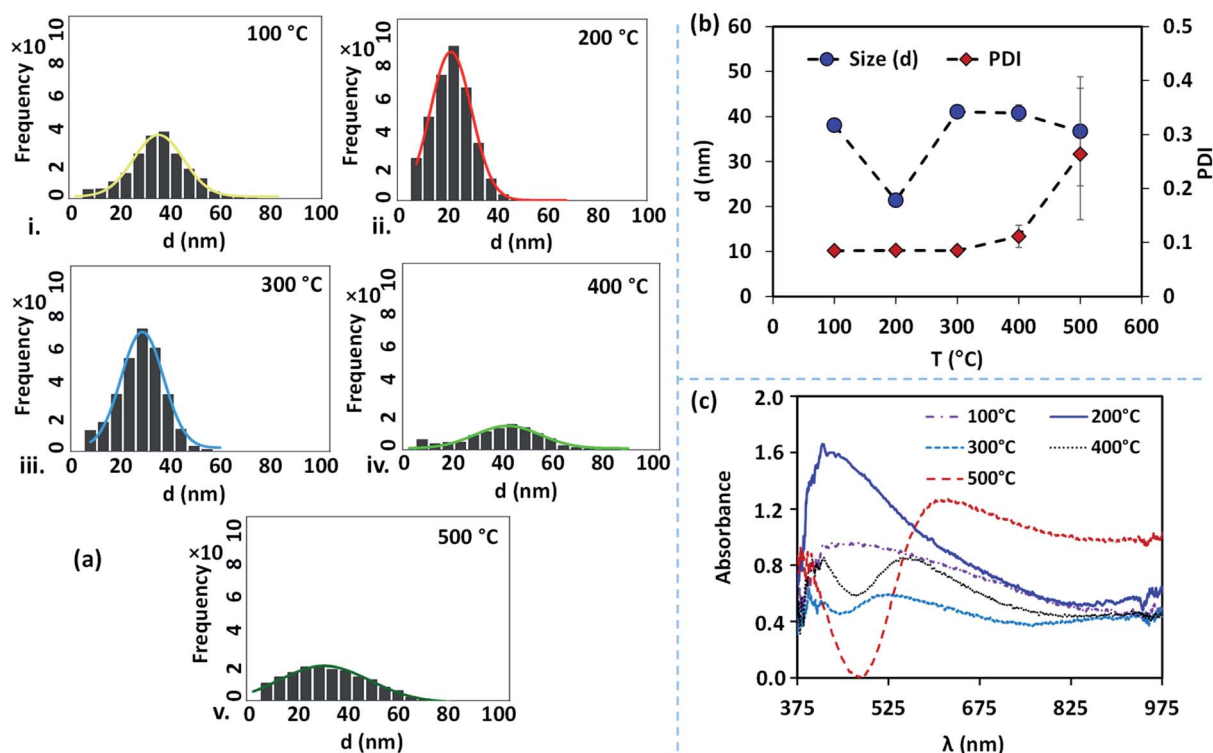 100 °C
Frequency ×10
0 2 4 6 8 10
0 20 40 60 80 100
i.
d (nm)
200 °C
Frequency ×10
0 2 4 6 8 10
0 20 40 60 80 100
ii.
d (nm)
300 °C
Frequency ×10
0 2 4 6 8 10
0 20 40 60 80 100
iii.
d (nm)
400 °C
Frequency ×10
0 2 4 6 8 10
0 20 40 60 80 100
iv.
d (nm)
(a)
500 °C
Frequency ×10
0 2 4 6 8 10
0 20 40 60 80 100
v.
d (nm)
(b)
Size (d) PDI
d (nm)
60
50
40
30
20
10
0
0.5
0.4
0.3
0.2
0.1
0
PDI
0 100 200 300 400 500 600
T (°C)
(c)
100°C 200°C
300°C 400°C
500°C
Absorbance
2.0
1.6
1.2
0.8
0.4
0.0
375 525 675 825 975
λ (nm)